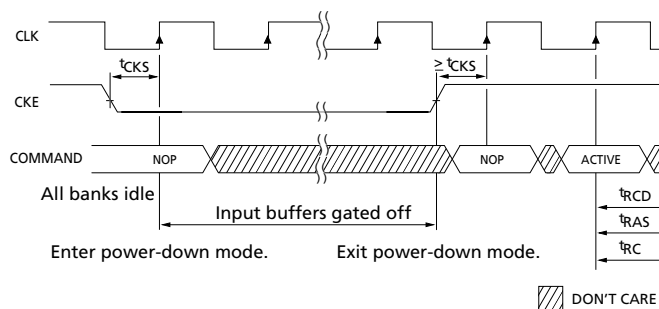 CLK
tCKS
≥ tCKS
CKE
COMMAND
NOP
NOP
ACTIVE
All banks idle
Input buffers gated off
tRCD
tRAS
tRC
Enter power-down mode.
Exit power-down mode.
DON'T CARE